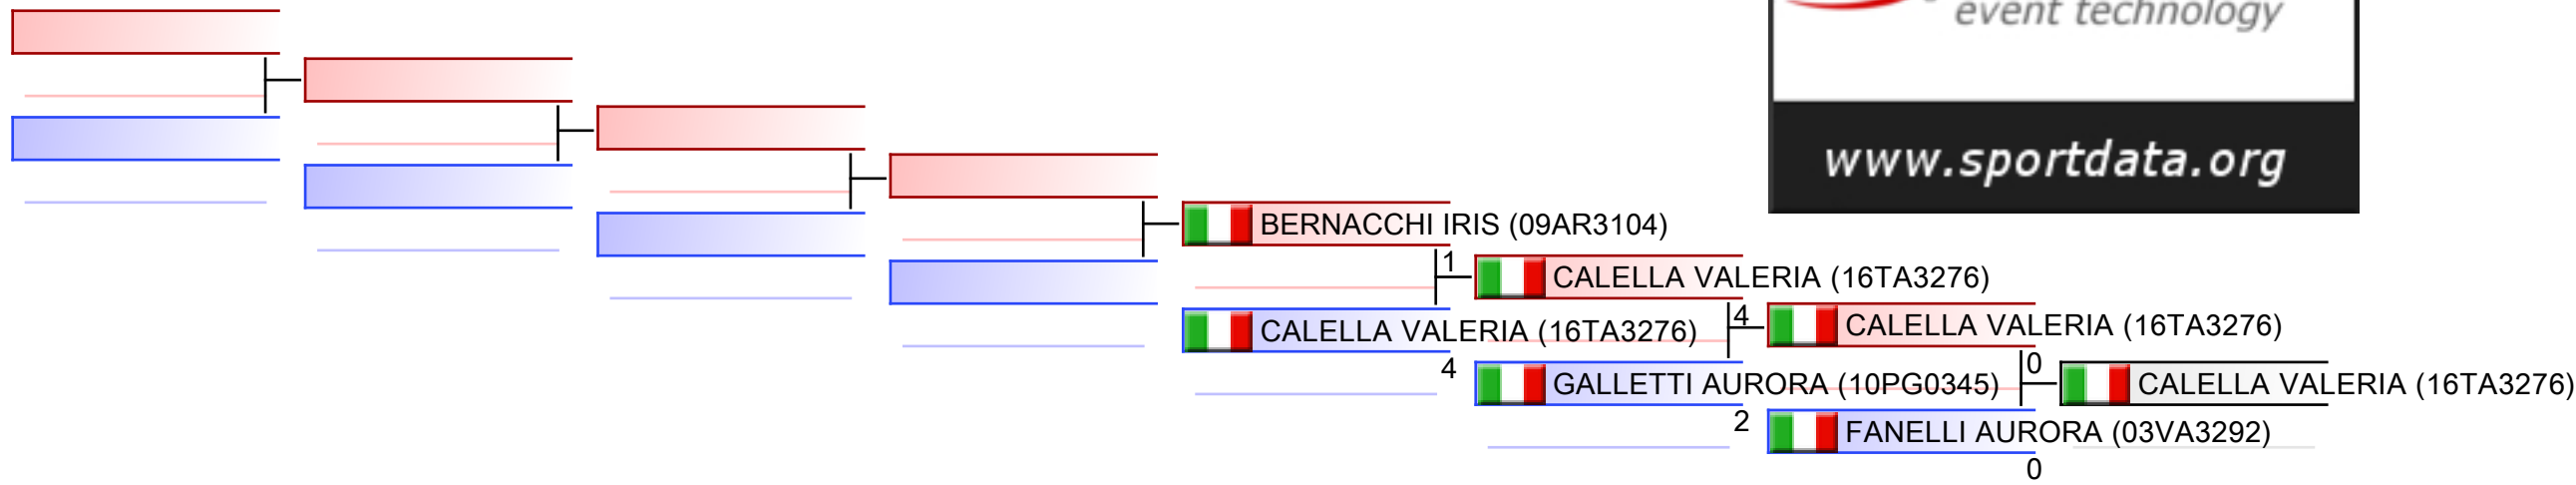 event technology
www.sportdata.org
BERNACCHI IRIS (09AR3104)
1
CALELLA VALERIA (16TA3276)
CALELLA VALERIA (16TA3276)
4
4
CALELLA VALERIA (16TA3276)
GALLETTI AURORA (10PG0345)
2
0
CALELLA VALERIA (16TA3276)
FANELLI AURORA (03VA3292)
0